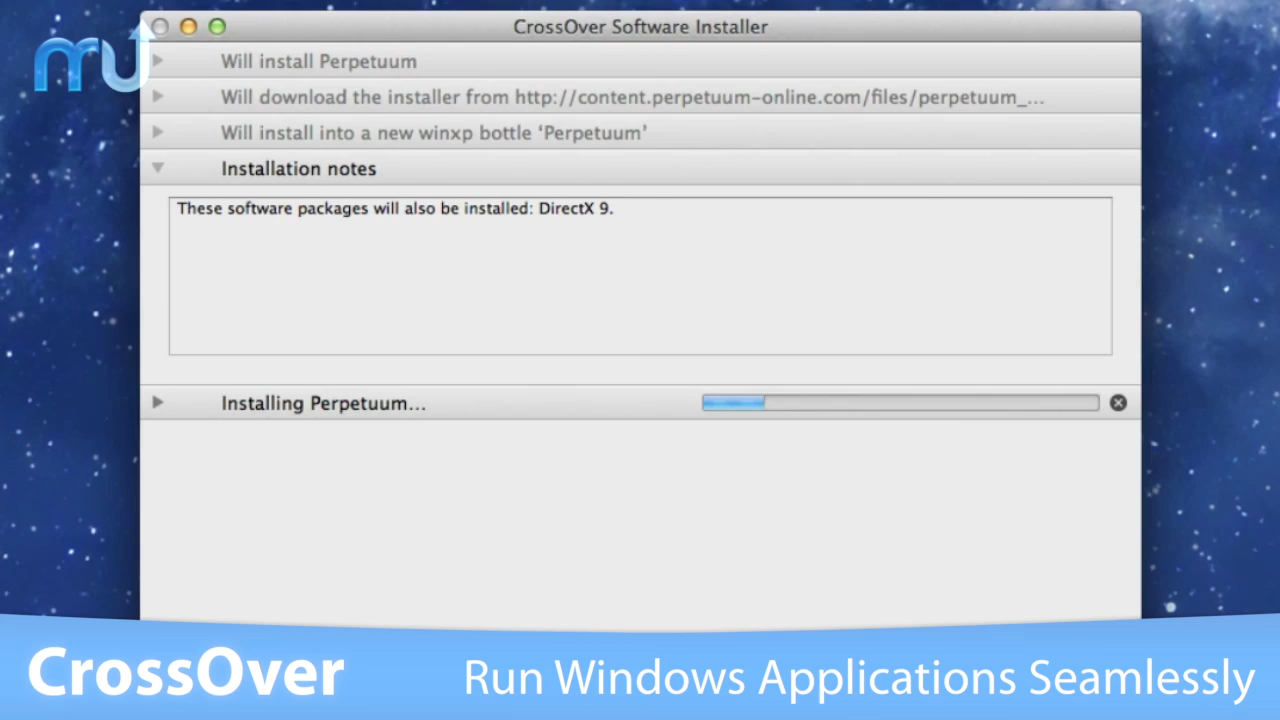 CrossOver Software Installer
mu
Will install Perpetuum
Will download the installer from http://content.perpetuum-online.com/files/perpetuum_...
Will install into a new winxp bottle ‘Perpetuum’
Installation notes
These software packages will also be installed: DirectX 9.
Installing Perpetuum...
CrossOver
Run Windows Applications Seamlessly